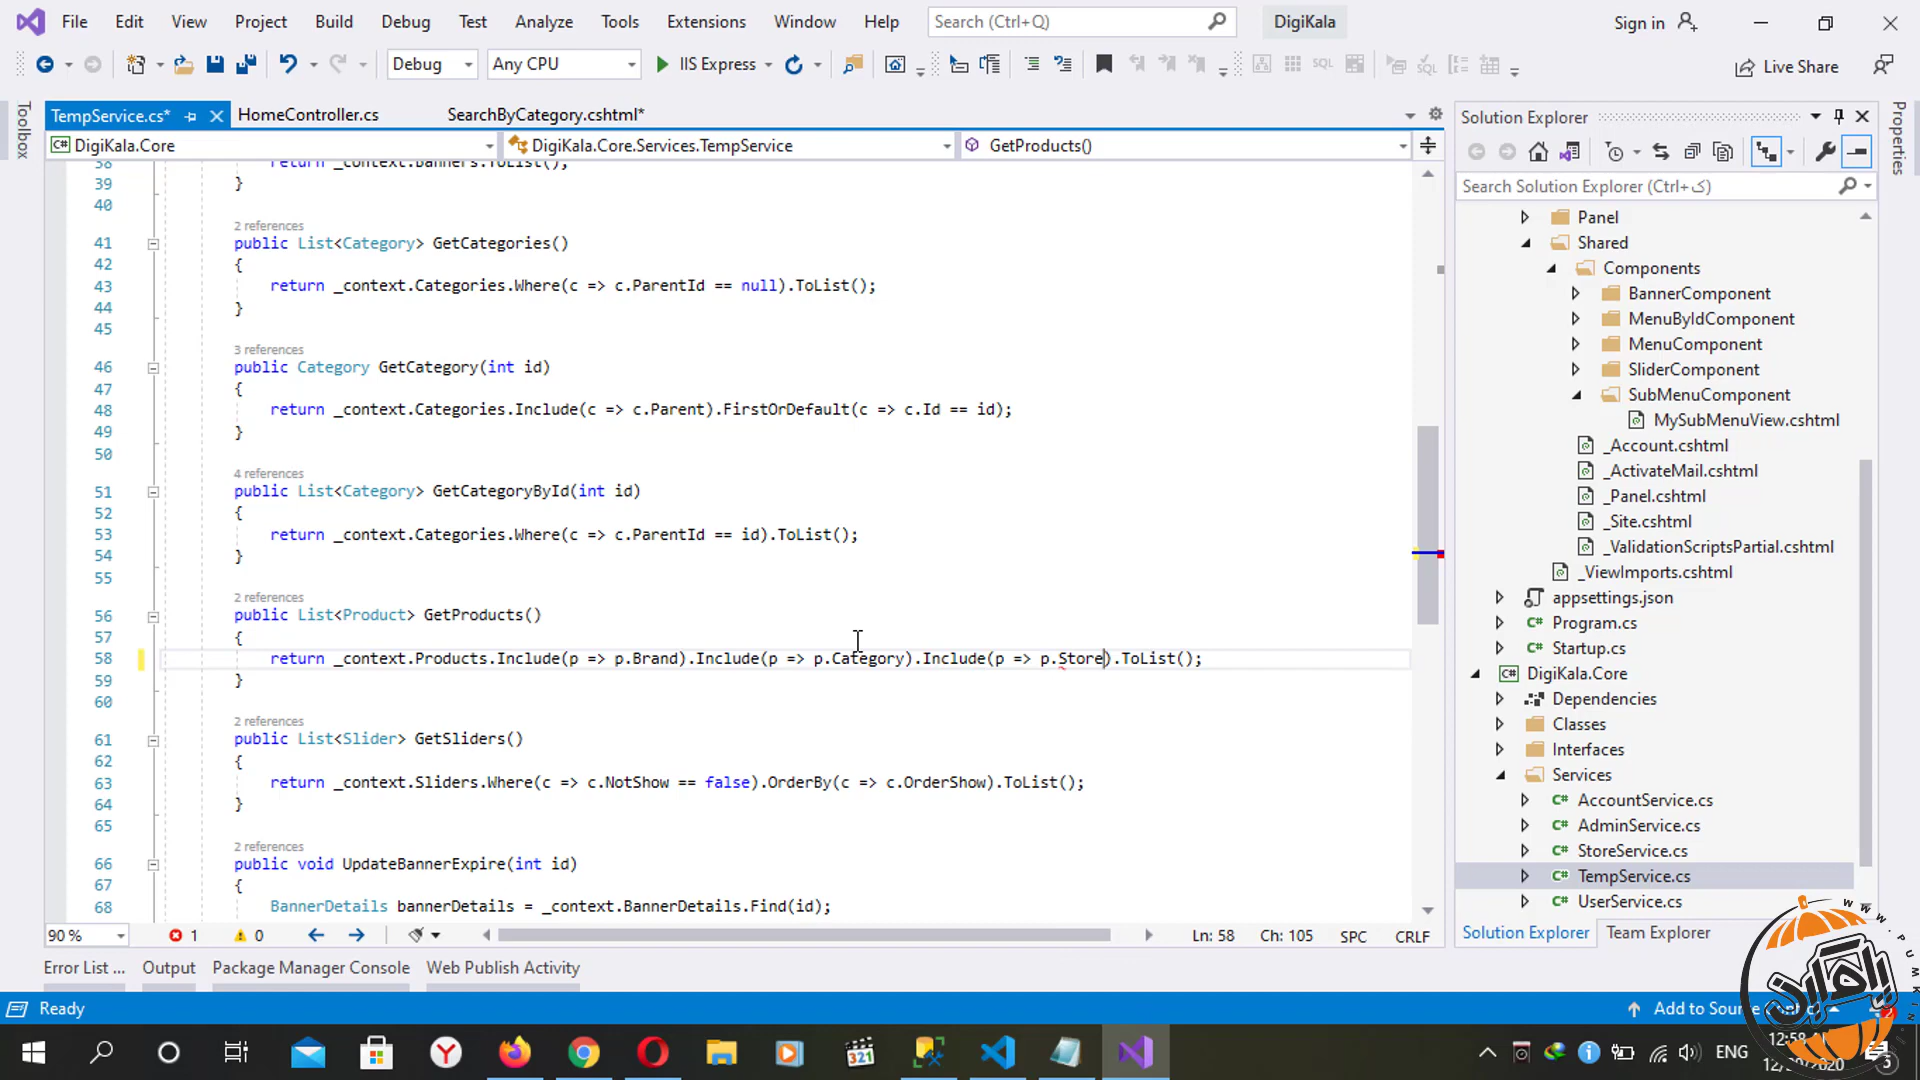 File Edit View Project Build Debug Test Analyze Tools Extensions Window Help Search (Ctrl+Q) DigiKala Sign in
Debug Any CPU IIS Express Live Share
Toolbox
TempService.cs* HomeController.cs SearchByCategory.cshtml*
DigiKala.Core DigiKala.Core.Services.TempService GetProducts()
38 return _context.Banners.ToList();
39 }
40
2 references
41 public List<Category> GetCategories()
42 {
43 return _context.Categories.Where(c => c.ParentId == null).ToList();
44 }
45
3 references
46 public Category GetCategory(int id)
47 {
48 return _context.Categories.Include(c => c.Parent).FirstOrDefault(c => c.Id == id);
49 }
50
4 references
51 public List<Category> GetCategoryById(int id)
52 {
53 return _context.Categories.Where(c => c.ParentId == id).ToList();
54 }
55
2 references
56 public List<Product> GetProducts()
57 {
58 return _context.Products.Include(p => p.Brand).Include(p => p.Category).Include(p => p.Store).ToList();
59 }
60
2 references
61 public List<Slider> GetSliders()
62 {
63 return _context.Sliders.Where(c => c.NotShow == false).OrderBy(c => c.OrderShow).ToList();
64 }
65
2 references
66 public void UpdateBannerExpire(int id)
67 {
68 BannerDetails bannerDetails = _context.BannerDetails.Find(id);
90 % 1 0 Ln: 58 Ch: 105 SPC CRLF
Error List ... Output Package Manager Console Web Publish Activity
Ready Add to Source
Solution Explorer
Search Solution Explorer (Ctrl+ک)
Panel
Shared
Components
BannerComponent
MenuByIdComponent
MenuComponent
SliderComponent
SubMenuComponent
MySubMenuView.cshtml
_Account.cshtml
_ActivateMail.cshtml
_Panel.cshtml
_Site.cshtml
_ValidationScriptsPartial.cshtml
_ViewImports.cshtml
appsettings.json
Program.cs
Startup.cs
DigiKala.Core
Dependencies
Classes
Interfaces
Services
AccountService.cs
AdminService.cs
StoreService.cs
TempService.cs
UserService.cs
Solution Explorer Team Explorer
Properties
321
ENG